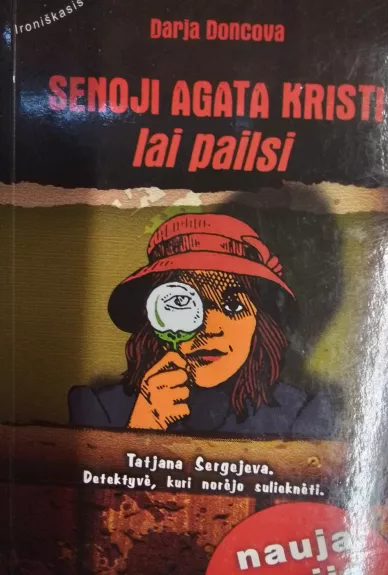 Ironiškasis
Darja Doncova
SENOJI AGATA KRISTI
lai pailsi
Tatjana Sergejeva.
Detektyvė, kuri norėjo sulieknėti.
nauja